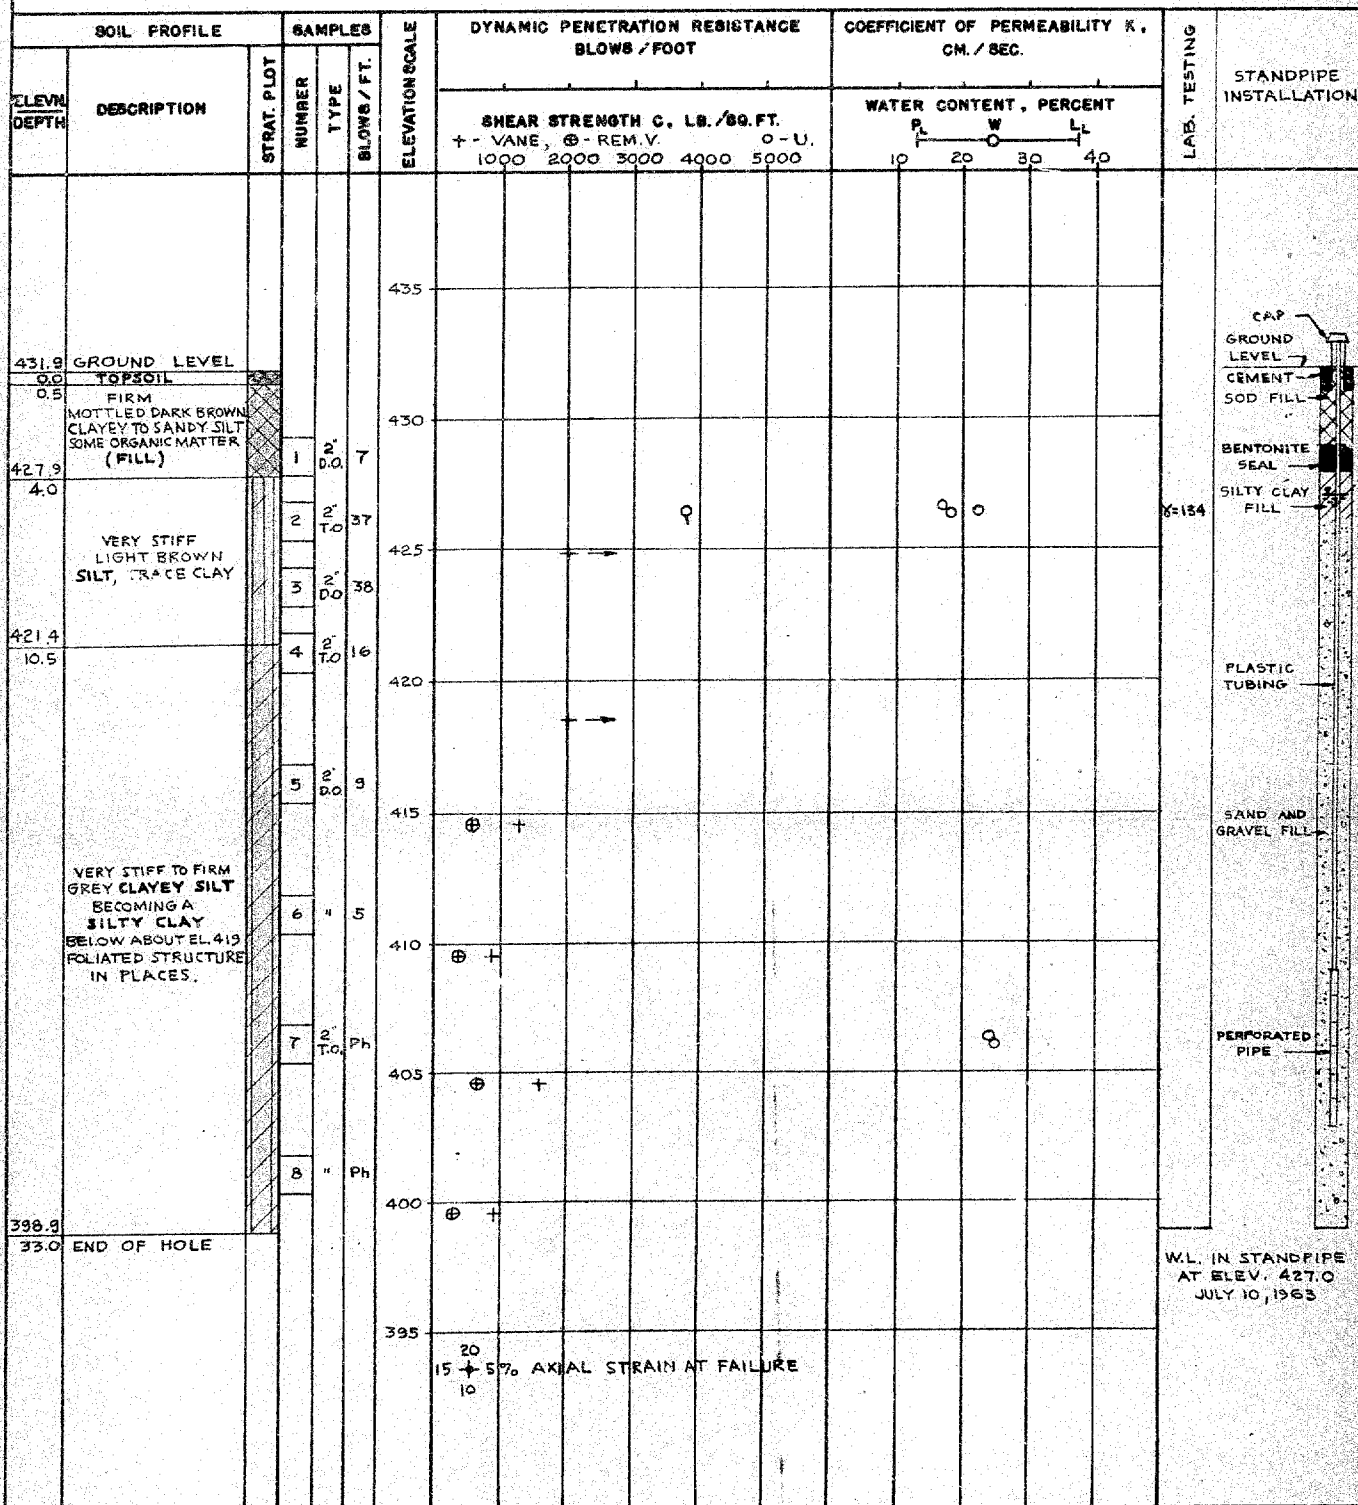 SOIL PROFILE
SAMPLES
ELEVATION SCALE
DYNAMIC PENETRATION RESISTANCE
BLOWS / FOOT
COEFFICIENT OF PERMEABILITY K,
CM. / SEC.
LAB. TESTING
STANDPIPE
INSTALLATION
ELEVN
DEPTH
DESCRIPTION
STRAT. PLOT
NUMBER
TYPE
BLOWS / FT.
SHEAR STRENGTH C, LB./SQ.FT.
+ - VANE, ⊕ - REM.V. O - U.
1000 2000 3000 4000 5000
WATER CONTENT, PERCENT
PL W LL
10 20 30 40
435
431.9 GROUND LEVEL
0.0 TOPSOIL
0.5
FIRM
MOTTLED DARK BROWN
CLAYEY TO SANDY SILT
SOME ORGANIC MATTER
(FILL)
427.9
4.0
1 2" D.O. 7
430
2 2" T.O. 37
VERY STIFF
LIGHT BROWN
SILT, TRACE CLAY
425
3 2" D.O. 38
421.4
10.5
4 2" T.O. 16
420
5 2" D.O. 9
415
VERY STIFF TO FIRM
GREY CLAYEY SILT
BECOMING A
SILTY CLAY
BELOW ABOUT EL. 419
FOLIATED STRUCTURE
IN PLACES.
6 " 5
410
7 2" T.O. Ph
405
8 " Ph
400
398.9
33.0 END OF HOLE
395
20
15 + 5% AXIAL STRAIN AT FAILURE
10
γ=134
CAP
GROUND
LEVEL
CEMENT
SOD FILL
BENTONITE
SEAL
SILTY CLAY
FILL
PLASTIC
TUBING
SAND AND
GRAVEL FILL
PERFORATED
PIPE
W.L. IN STANDPIPE
AT ELEV. 427.0
JULY 10, 1963